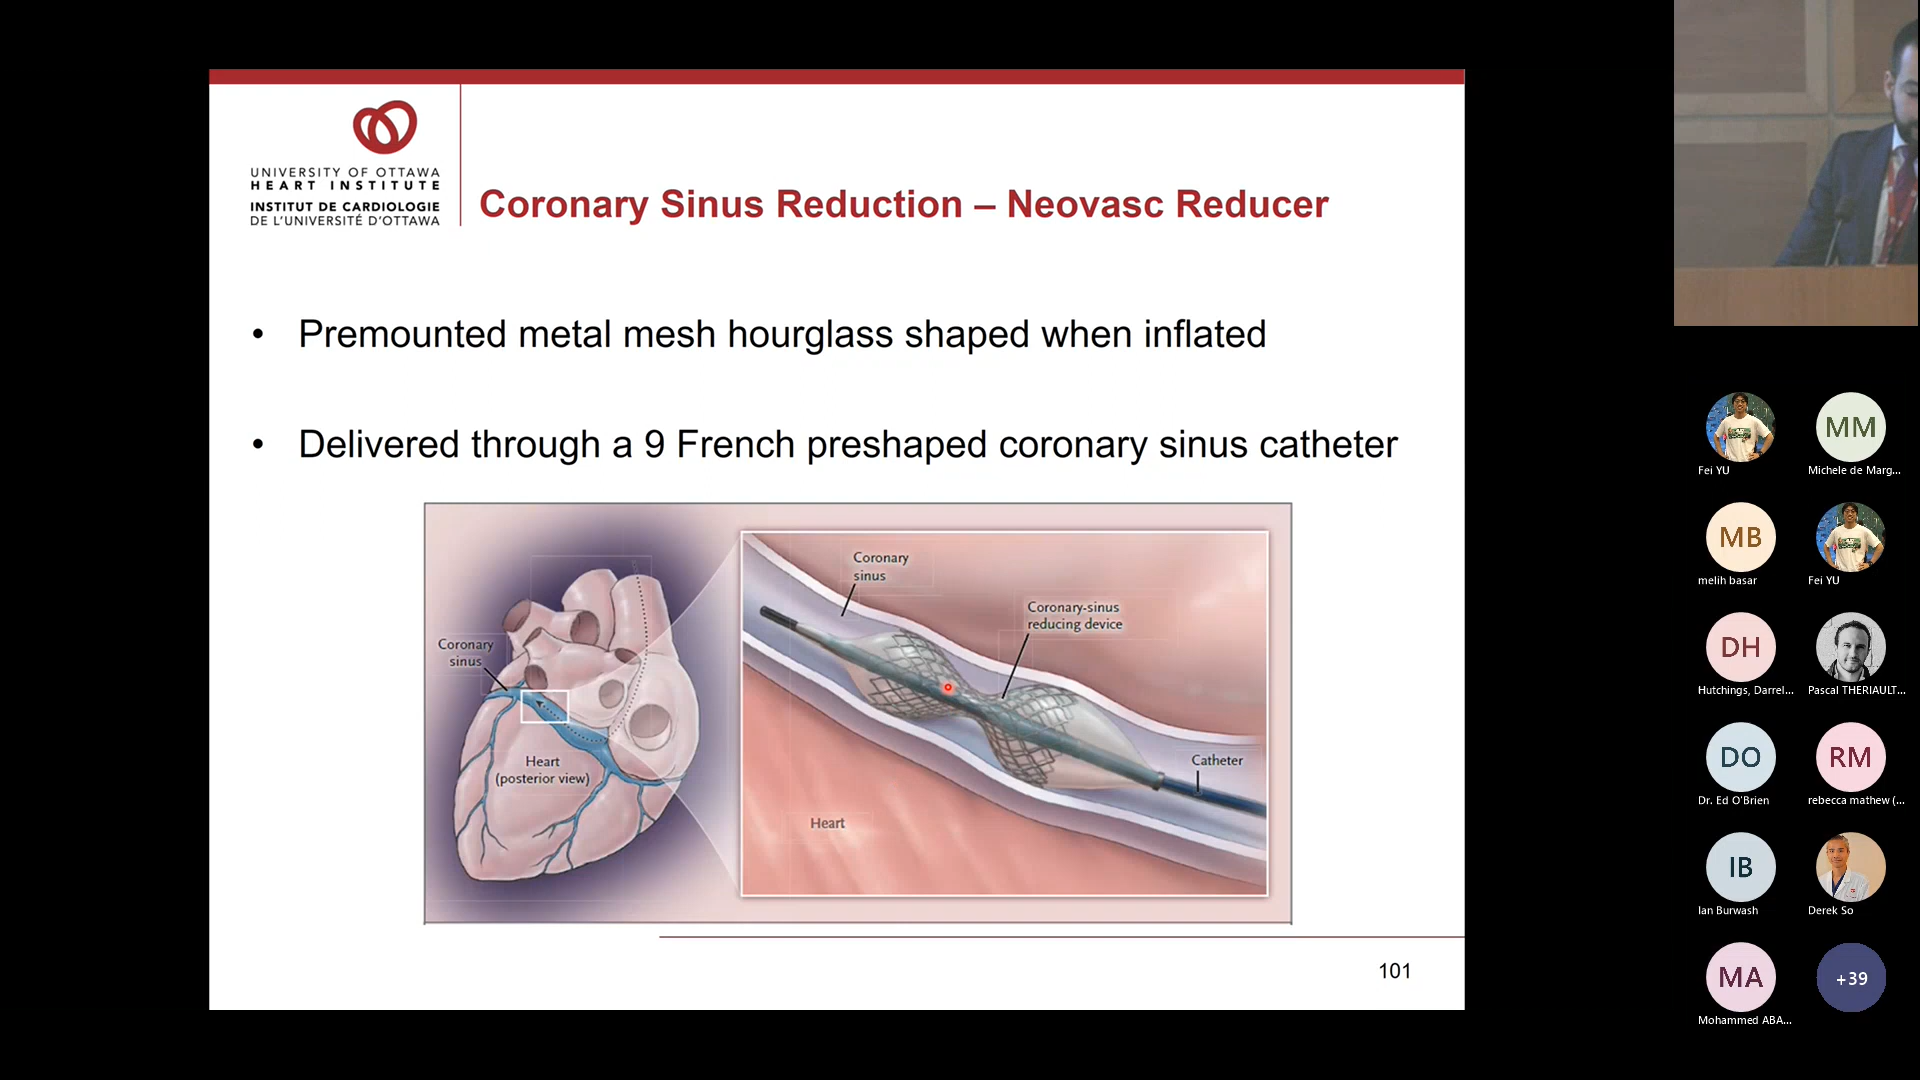 UNIVERSITY OF OTTAWA
HEART INSTITUTE
INSTITUT DE CARDIOLOGIE
DE L'UNIVERSITÉ D'OTTAWA
Coronary Sinus Reduction – Neovasc Reducer
• Premounted metal mesh hourglass shaped when inflated
• Delivered through a 9 French preshaped coronary sinus catheter
Coronary
sinus
Heart
(posterior view)
Coronary
sinus
Coronary-sinus
reducing device
Catheter
Heart
101
Fei YU
MM
Michele de Marg...
MB
melih basar
Fei YU
DH
Hutchings, Darrel...
Pascal THERIAULT...
DO
Dr. Ed O'Brien
RM
rebecca mathew (...
IB
Ian Burwash
Derek So
MA
Mohammed ABA...
+39